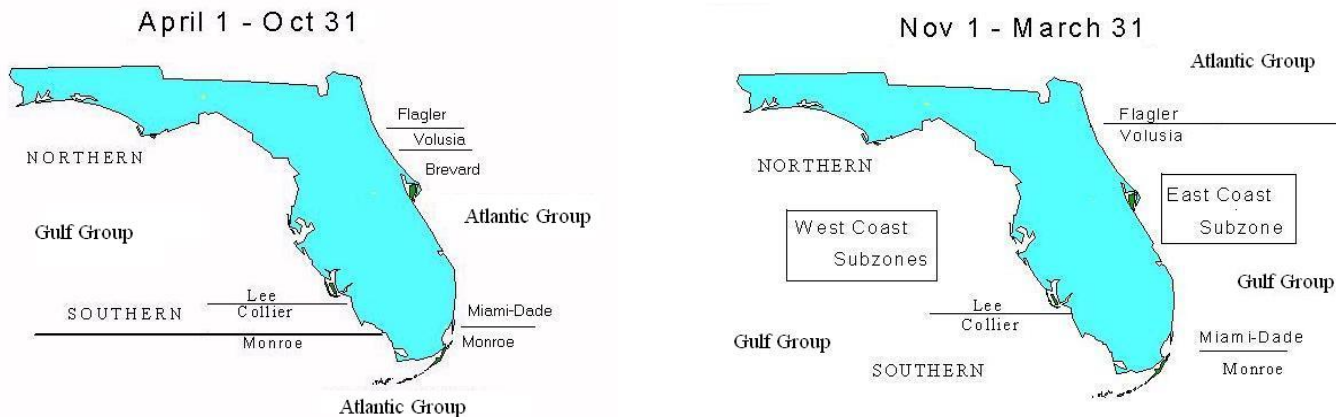 April 1 - Oct 31
Flagler
Volusia
Brevard
NORTHERN
Atlantic Group
Gulf Group
Lee
SOUTHERN
Collier
Miami-Dade
Monroe
Monroe
Atlantic Group
Nov 1 - March 31
Atlantic Group
Flagler
Volusia
NORTHERN
East Coast
Subzone
West Coast
Subzones
Gulf Group
Lee
Collier
Gulf Group
Miami-Dade
SOUTHERN
Monroe